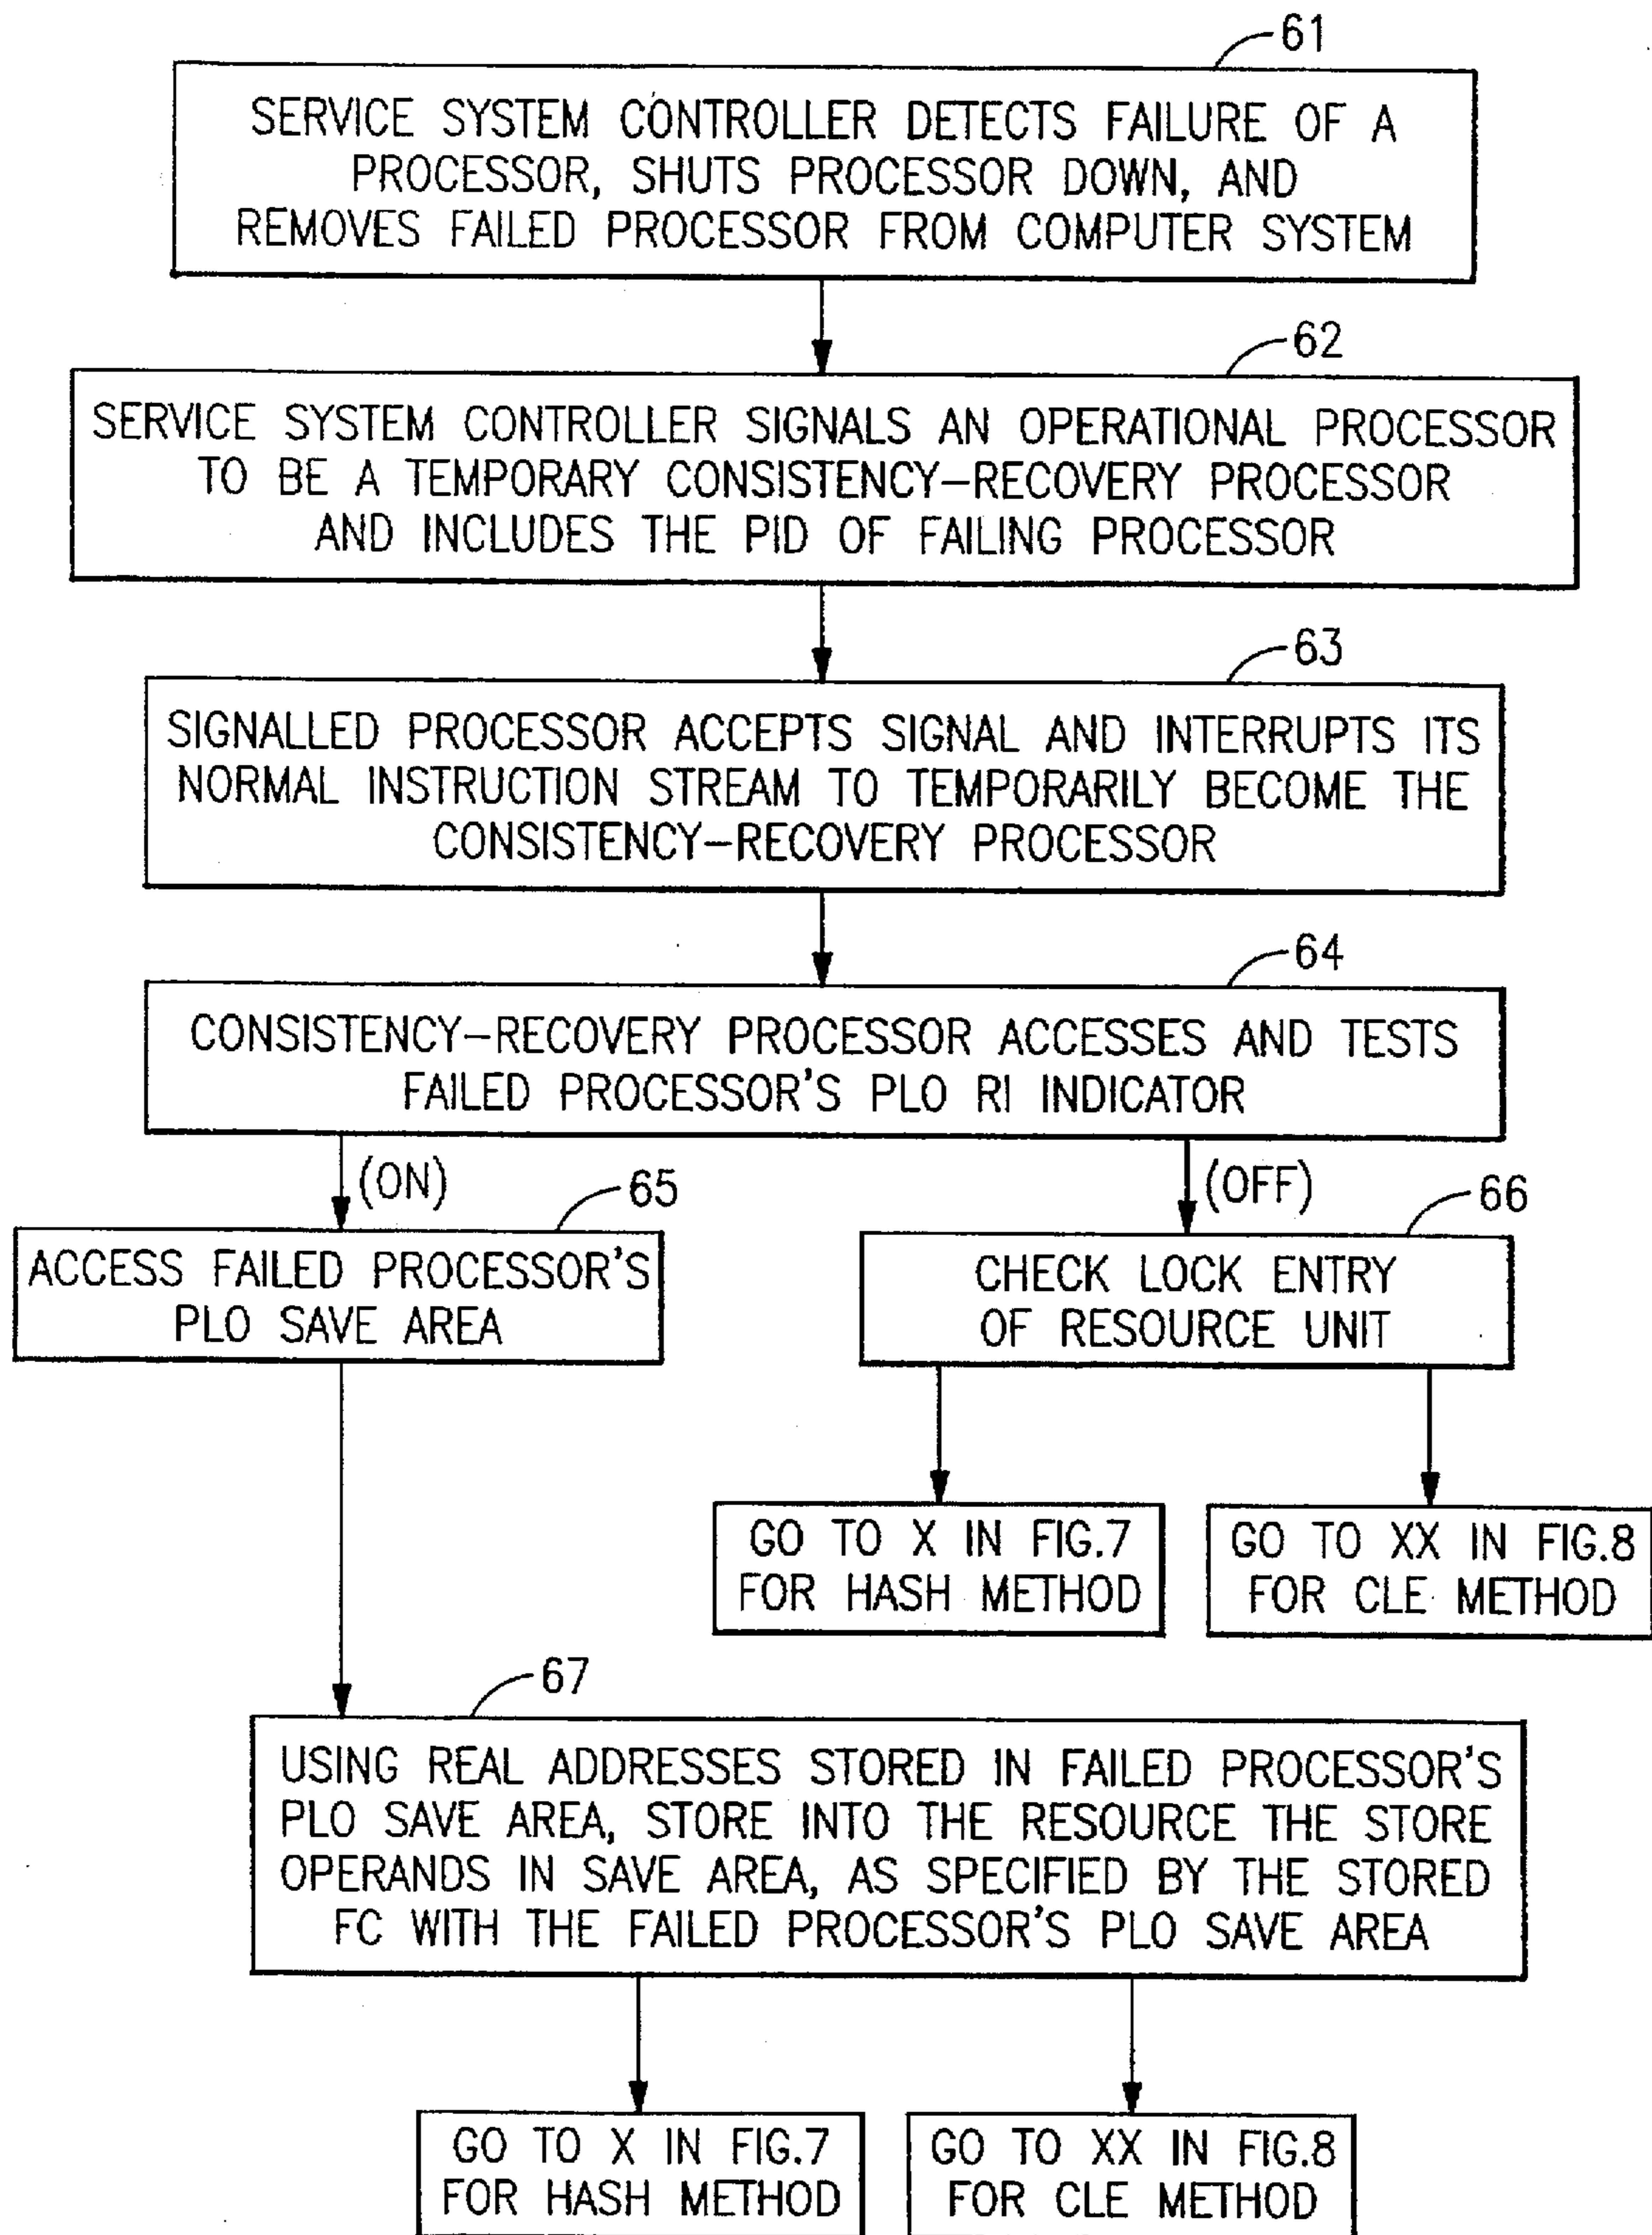 61
SERVICE SYSTEM CONTROLLER DETECTS FAILURE OF A
PROCESSOR, SHUTS PROCESSOR DOWN, AND
REMOVES FAILED PROCESSOR FROM COMPUTER SYSTEM
62
SERVICE SYSTEM CONTROLLER SIGNALS AN OPERATIONAL PROCESSOR
TO BE A TEMPORARY CONSISTENCY-RECOVERY PROCESSOR
AND INCLUDES THE PID OF FAILING PROCESSOR
63
SIGNALLED PROCESSOR ACCEPTS SIGNAL AND INTERRUPTS ITS
NORMAL INSTRUCTION STREAM TO TEMPORARILY BECOME THE
CONSISTENCY-RECOVERY PROCESSOR
64
CONSISTENCY-RECOVERY PROCESSOR ACCESSES AND TESTS
FAILED PROCESSOR'S PLO RI INDICATOR
(ON)
65
ACCESS FAILED PROCESSOR'S
PLO SAVE AREA
(OFF)
66
CHECK LOCK ENTRY
OF RESOURCE UNIT
GO TO X IN FIG.7
FOR HASH METHOD
GO TO XX IN FIG.8
FOR CLE METHOD
67
USING REAL ADDRESSES STORED IN FAILED PROCESSOR'S
PLO SAVE AREA, STORE INTO THE RESOURCE THE STORE
OPERANDS IN SAVE AREA, AS SPECIFIED BY THE STORED
FC WITH THE FAILED PROCESSOR'S PLO SAVE AREA
GO TO X IN FIG.7
FOR HASH METHOD
GO TO XX IN FIG.8
FOR CLE METHOD